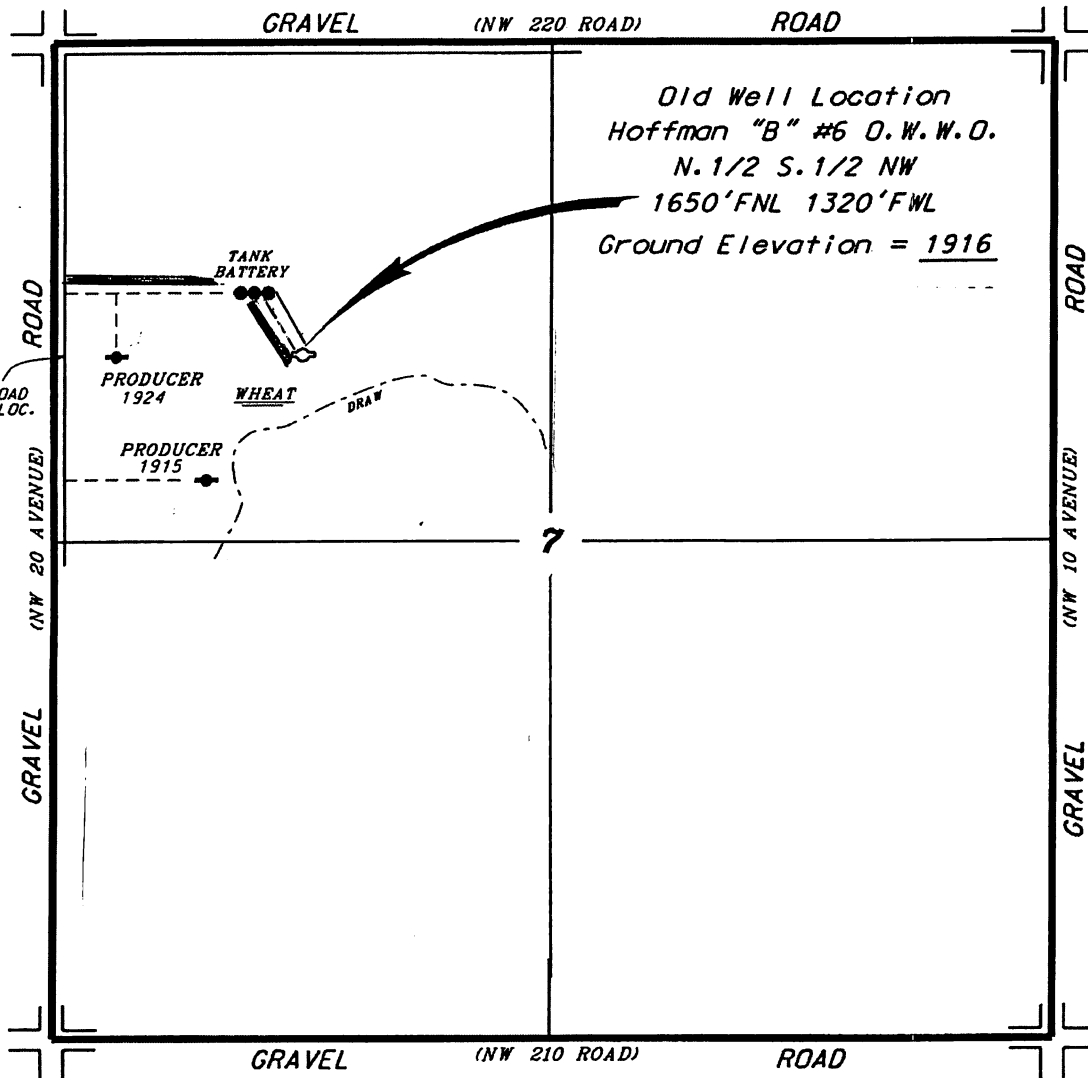 GRAVEL (NW 220 ROAD) ROAD
Old Well Location
Hoffman "B" #6 O.W.W.O.
N.1/2 S.1/2 NW
1650'FNL 1320'FWL
Ground Elevation = 1916
TANK
BATTERY
ROAD
ROAD
PRODUCER
1924
WHEAT
DRAW
OAD
LOC.
PRODUCER
1915
(NW 20 AVENUE)
(NW 10 AVENUE)
7
GRAVEL
GRAVEL
GRAVEL (NW 210 ROAD) ROAD